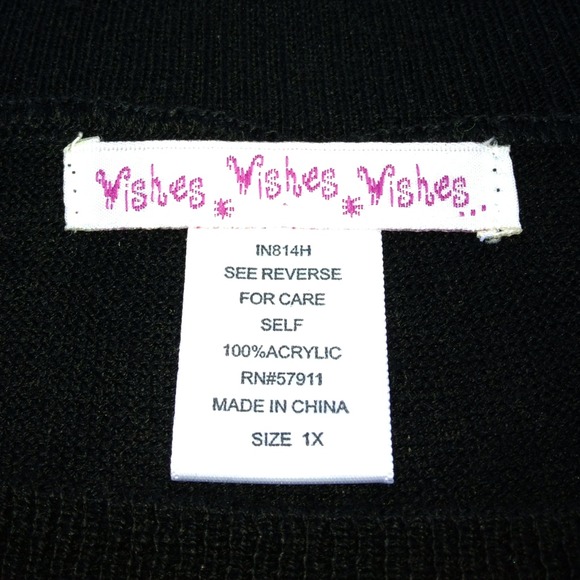 Wishes * Wishes * Wishes...
IN814H
SEE REVERSE
FOR CARE
SELF
100%ACRYLIC
RN#57911
MADE IN CHINA
SIZE 1X